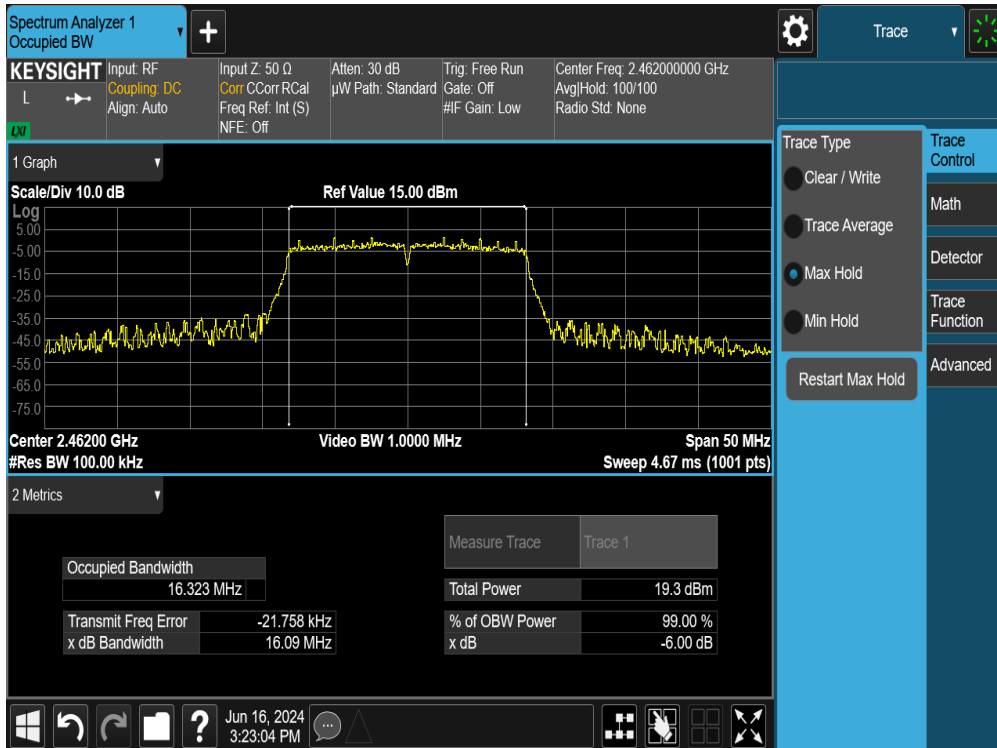 Spectrum Analyzer 1
Occupied BW
+
Trace
KEYSIGHT
L
LXI
Input: RF
Coupling: DC
Align: Auto
Input Z: 50 Ω
Corr CCorr RCal
Freq Ref: Int (S)
NFE: Off
Atten: 30 dB
µW Path: Standard
Trig: Free Run
Gate: Off
#IF Gain: Low
Center Freq: 2.462000000 GHz
Avg|Hold: 100/100
Radio Std: None
1 Graph
Scale/Div 10.0 dB
Ref Value 15.00 dBm
Log
5.00
-5.00
-15.0
-25.0
-35.0
-45.0
-55.0
-65.0
-75.0
Center 2.46200 GHz
Video BW 1.0000 MHz
Span 50 MHz
#Res BW 100.00 kHz
Sweep 4.67 ms (1001 pts)
2 Metrics
Measure Trace
Trace 1
Occupied Bandwidth
16.323 MHz
Total Power
19.3 dBm
Transmit Freq Error
-21.758 kHz
% of OBW Power
99.00 %
x dB Bandwidth
16.09 MHz
x dB
-6.00 dB
Trace Type
Clear / Write
Trace Average
Max Hold
Min Hold
Restart Max Hold
Trace
Control
Math
Detector
Trace
Function
Advanced
?
Jun 16, 2024
3:23:04 PM